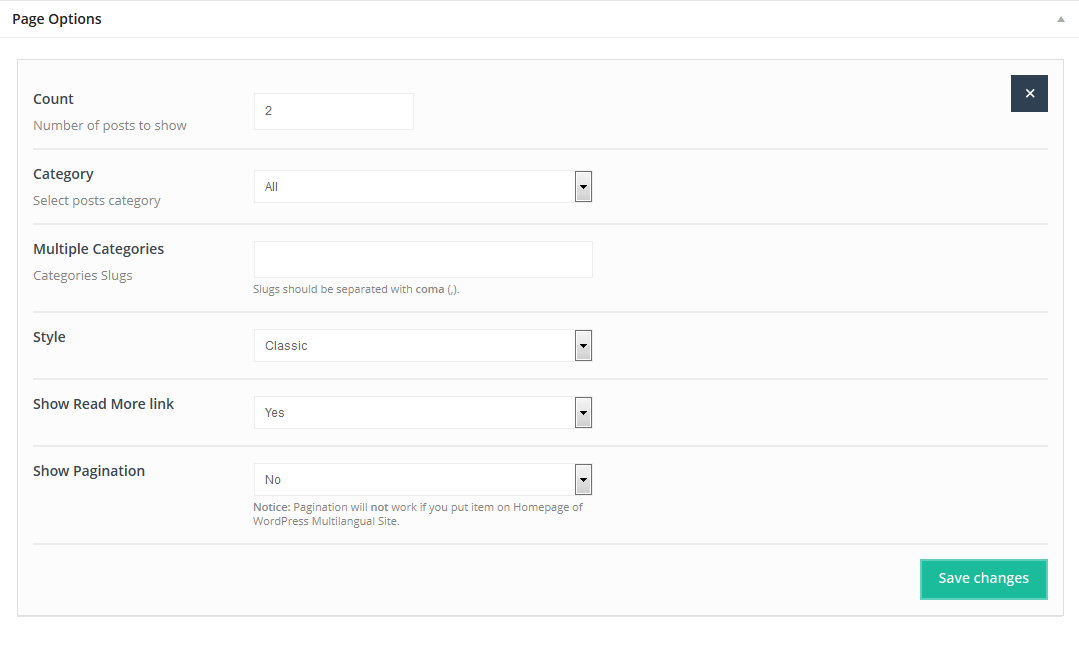 Page Options
Count
Number of posts to show
2
Category
Select posts category
All
Multiple Categories
Categories Slugs
Slugs should be separated with coma (,).
Style
Classic
Show Read More link
Yes
Show Pagination
No
Notice: Pagination will not work if you put item on Homepage of
WordPress Multilangual Site.
Save changes